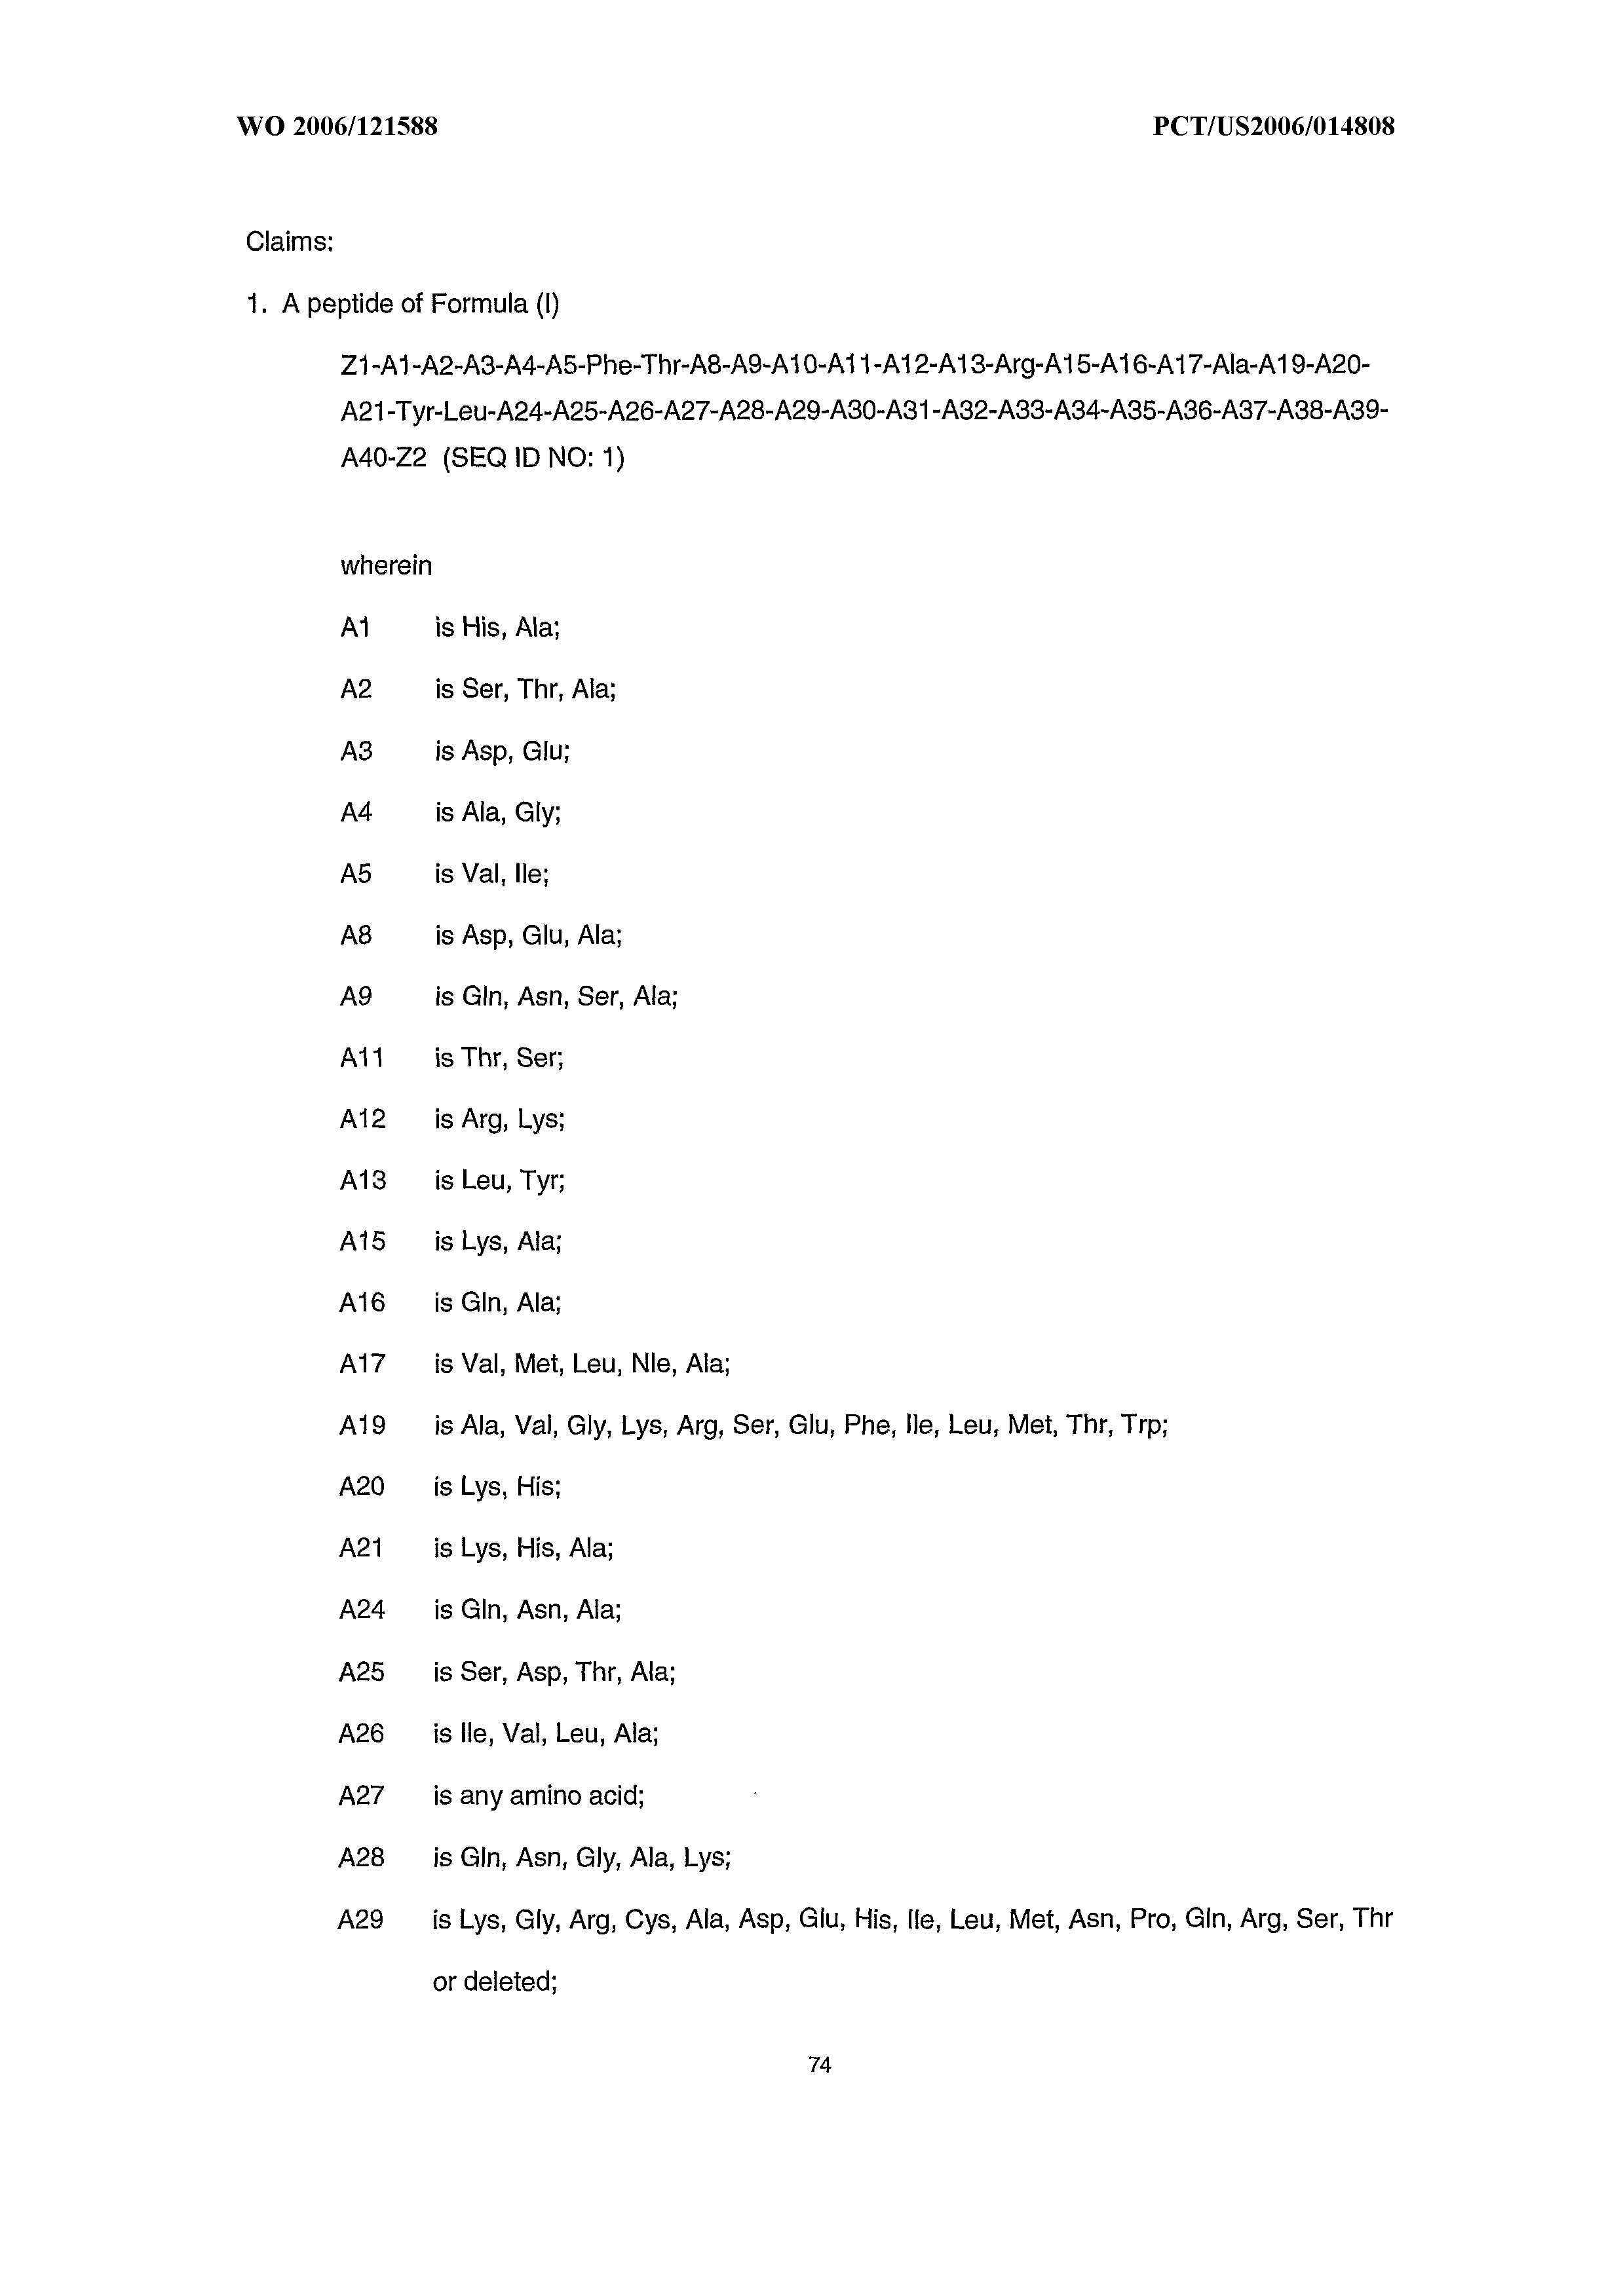 WO 2006/121588 PCT/US2006/014808
Claims:
1. A peptide of Formula (I)
Z1-A1-A2-A3-A4-A5-Phe-Thr-A8-A9-A10-A11-A12-A13-Arg-A15-A16-A17-Ala-A19-A20-
A21-Tyr-Leu-A24-A25-A26-A27-A28-A29-A30-A31-A32-A33-A34-A35-A36-A37-A38-A39-
A40-Z2 (SEQ ID NO: 1)
wherein
A1 is His, Ala;
A2 is Ser, Thr, Ala;
A3 is Asp, Glu;
A4 is Ala, Gly;
A5 is Val, Ile;
A8 is Asp, Glu, Ala;
A9 is Gln, Asn, Ser, Ala;
A11 is Thr, Ser;
A12 is Arg, Lys;
A13 is Leu, Tyr;
A15 is Lys, Ala;
A16 is Gln, Ala;
A17 is Val, Met, Leu, Nle, Ala;
A19 is Ala, Val, Gly, Lys, Arg, Ser, Glu, Phe, Ile, Leu, Met, Thr, Trp;
A20 is Lys, His;
A21 is Lys, His, Ala;
A24 is Gln, Asn, Ala;
A25 is Ser, Asp, Thr, Ala;
A26 is Ile, Val, Leu, Ala;
A27 is any amino acid;
A28 is Gln, Asn, Gly, Ala, Lys;
A29 is Lys, Gly, Arg, Cys, Ala, Asp, Glu, His, Ile, Leu, Met, Asn, Pro, Gln, Arg, Ser, Thr
or deleted;
74